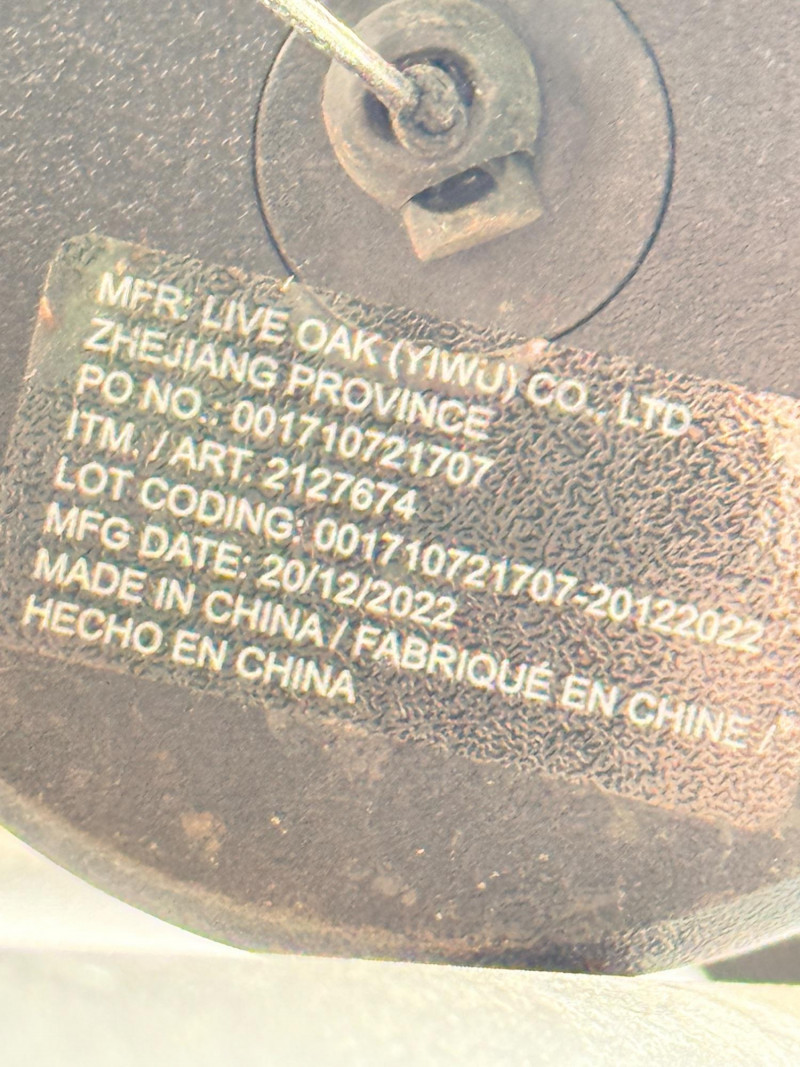 MFR: LIVE OAK (YIWU) CO., LTD.
ZHEJIANG PROVINCE
PO NO.: 001710721707
ITM. / ART. 2127674
LOT CODING: 001710721707-20122022
MFG DATE: 20/12/2022
MADE IN CHINA / FABRIQUÉ EN CHINE /
HECHO EN CHINA